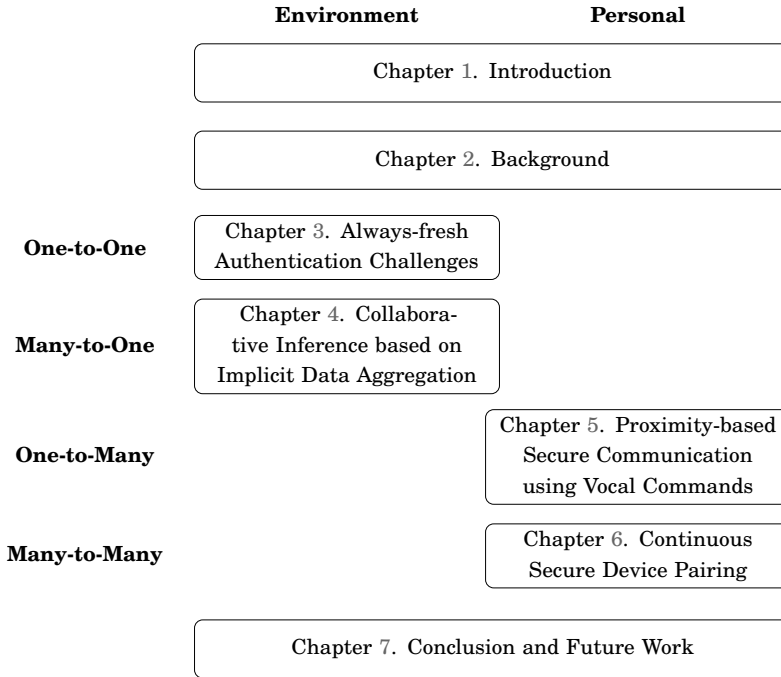 Environment Personal
Chapter 1. Introduction
Chapter 2. Background
One-to-One
Chapter 3. Always-fresh
Authentication Challenges
Many-to-One
Chapter 4. Collabora-
tive Inference based on
Implicit Data Aggregation
One-to-Many
Chapter 5. Proximity-based
Secure Communication
using Vocal Commands
Many-to-Many
Chapter 6. Continuous
Secure Device Pairing
Chapter 7. Conclusion and Future Work